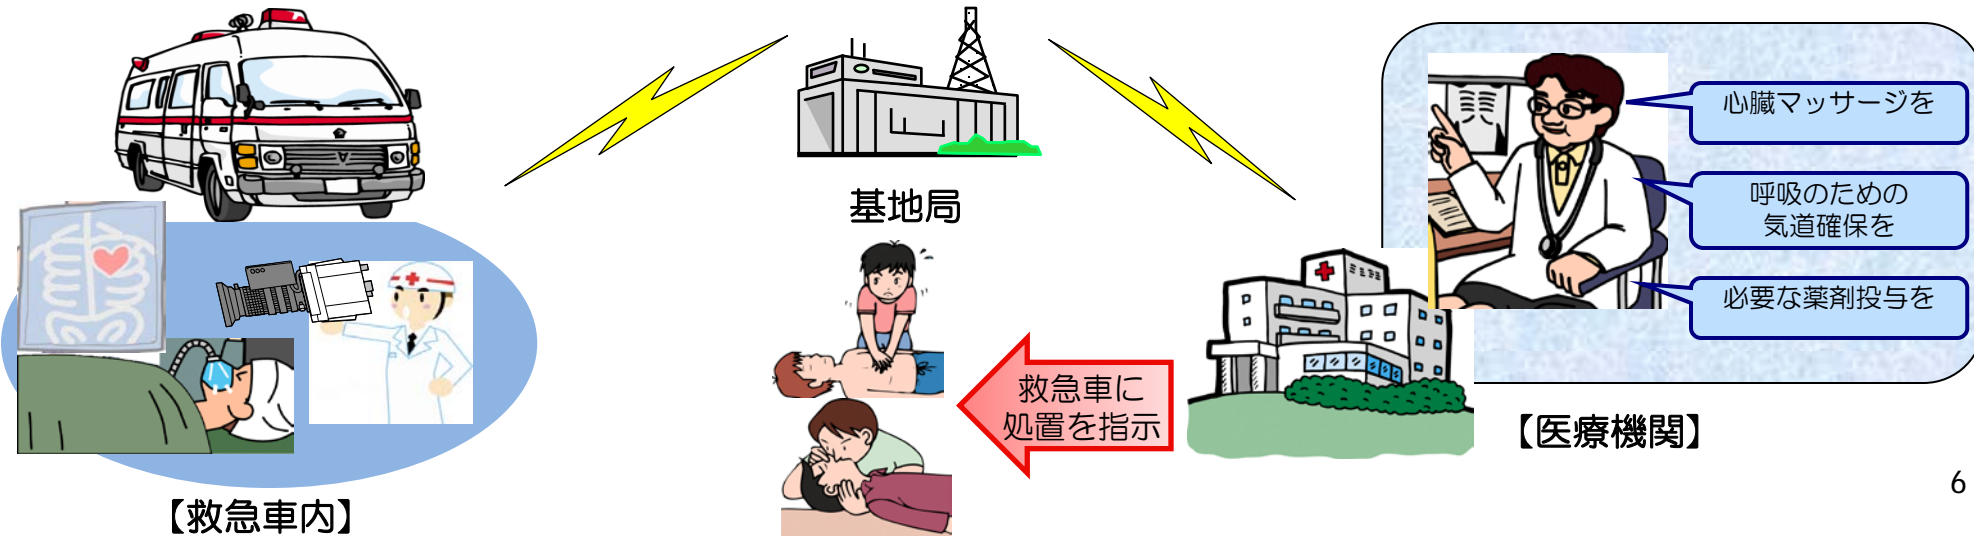 基地局
心臓マッサージを
呼吸のための
気道確保を
必要な薬剤投与を
救急車に
処置を指示
【医療機関】
【救急車内】
6